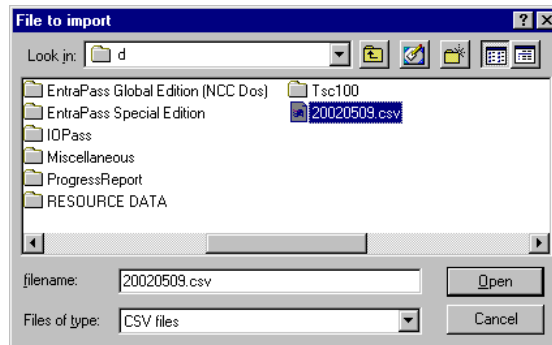 File to import
Look in: d
EntraPass Global Edition (NCC Dos)
EntraPass Special Edition
IOPass
Miscellaneous
ProgressReport
RESOURCE DATA
Tsc100
20020509.csv
filename: 20020509.csv Open
Files of type: CSV files Cancel